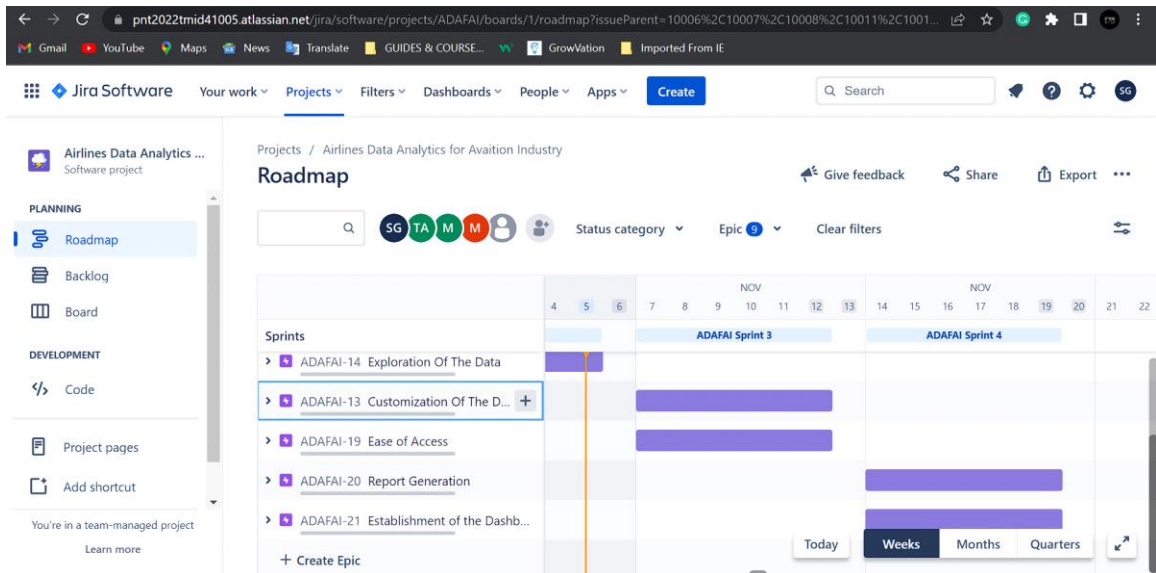 pnt2022tmid41005.atlassian.net/jira/software/projects/ADAFAI/boards/1/roadmap?issueParent=10006%2C10007%2C10008%2C10011%2C1001...
Gmail YouTube Maps News Translate GUIDES & COURSE... GrowVation Imported From IE
Jira Software Your work Projects Filters Dashboards People Apps Create Search SG
Airlines Data Analytics ...
Software project
PLANNING
Roadmap
Backlog
Board
DEVELOPMENT
Code
Project pages
Add shortcut
You're in a team-managed project
Learn more
Projects / Airlines Data Analytics for Avaition Industry
Roadmap
Give feedback Share Export
SG TA M M Status category Epic 9 Clear filters
NOV NOV
4 5 6 7 8 9 10 11 12 13 14 15 16 17 18 19 20 21 22
Sprints ADAFAI Sprint 3 ADAFAI Sprint 4
ADAFAI-14 Exploration Of The Data
ADAFAI-13 Customization Of The D... +
ADAFAI-19 Ease of Access
ADAFAI-20 Report Generation
ADAFAI-21 Establishment of the Dashb...
+ Create Epic
Today Weeks Months Quarters